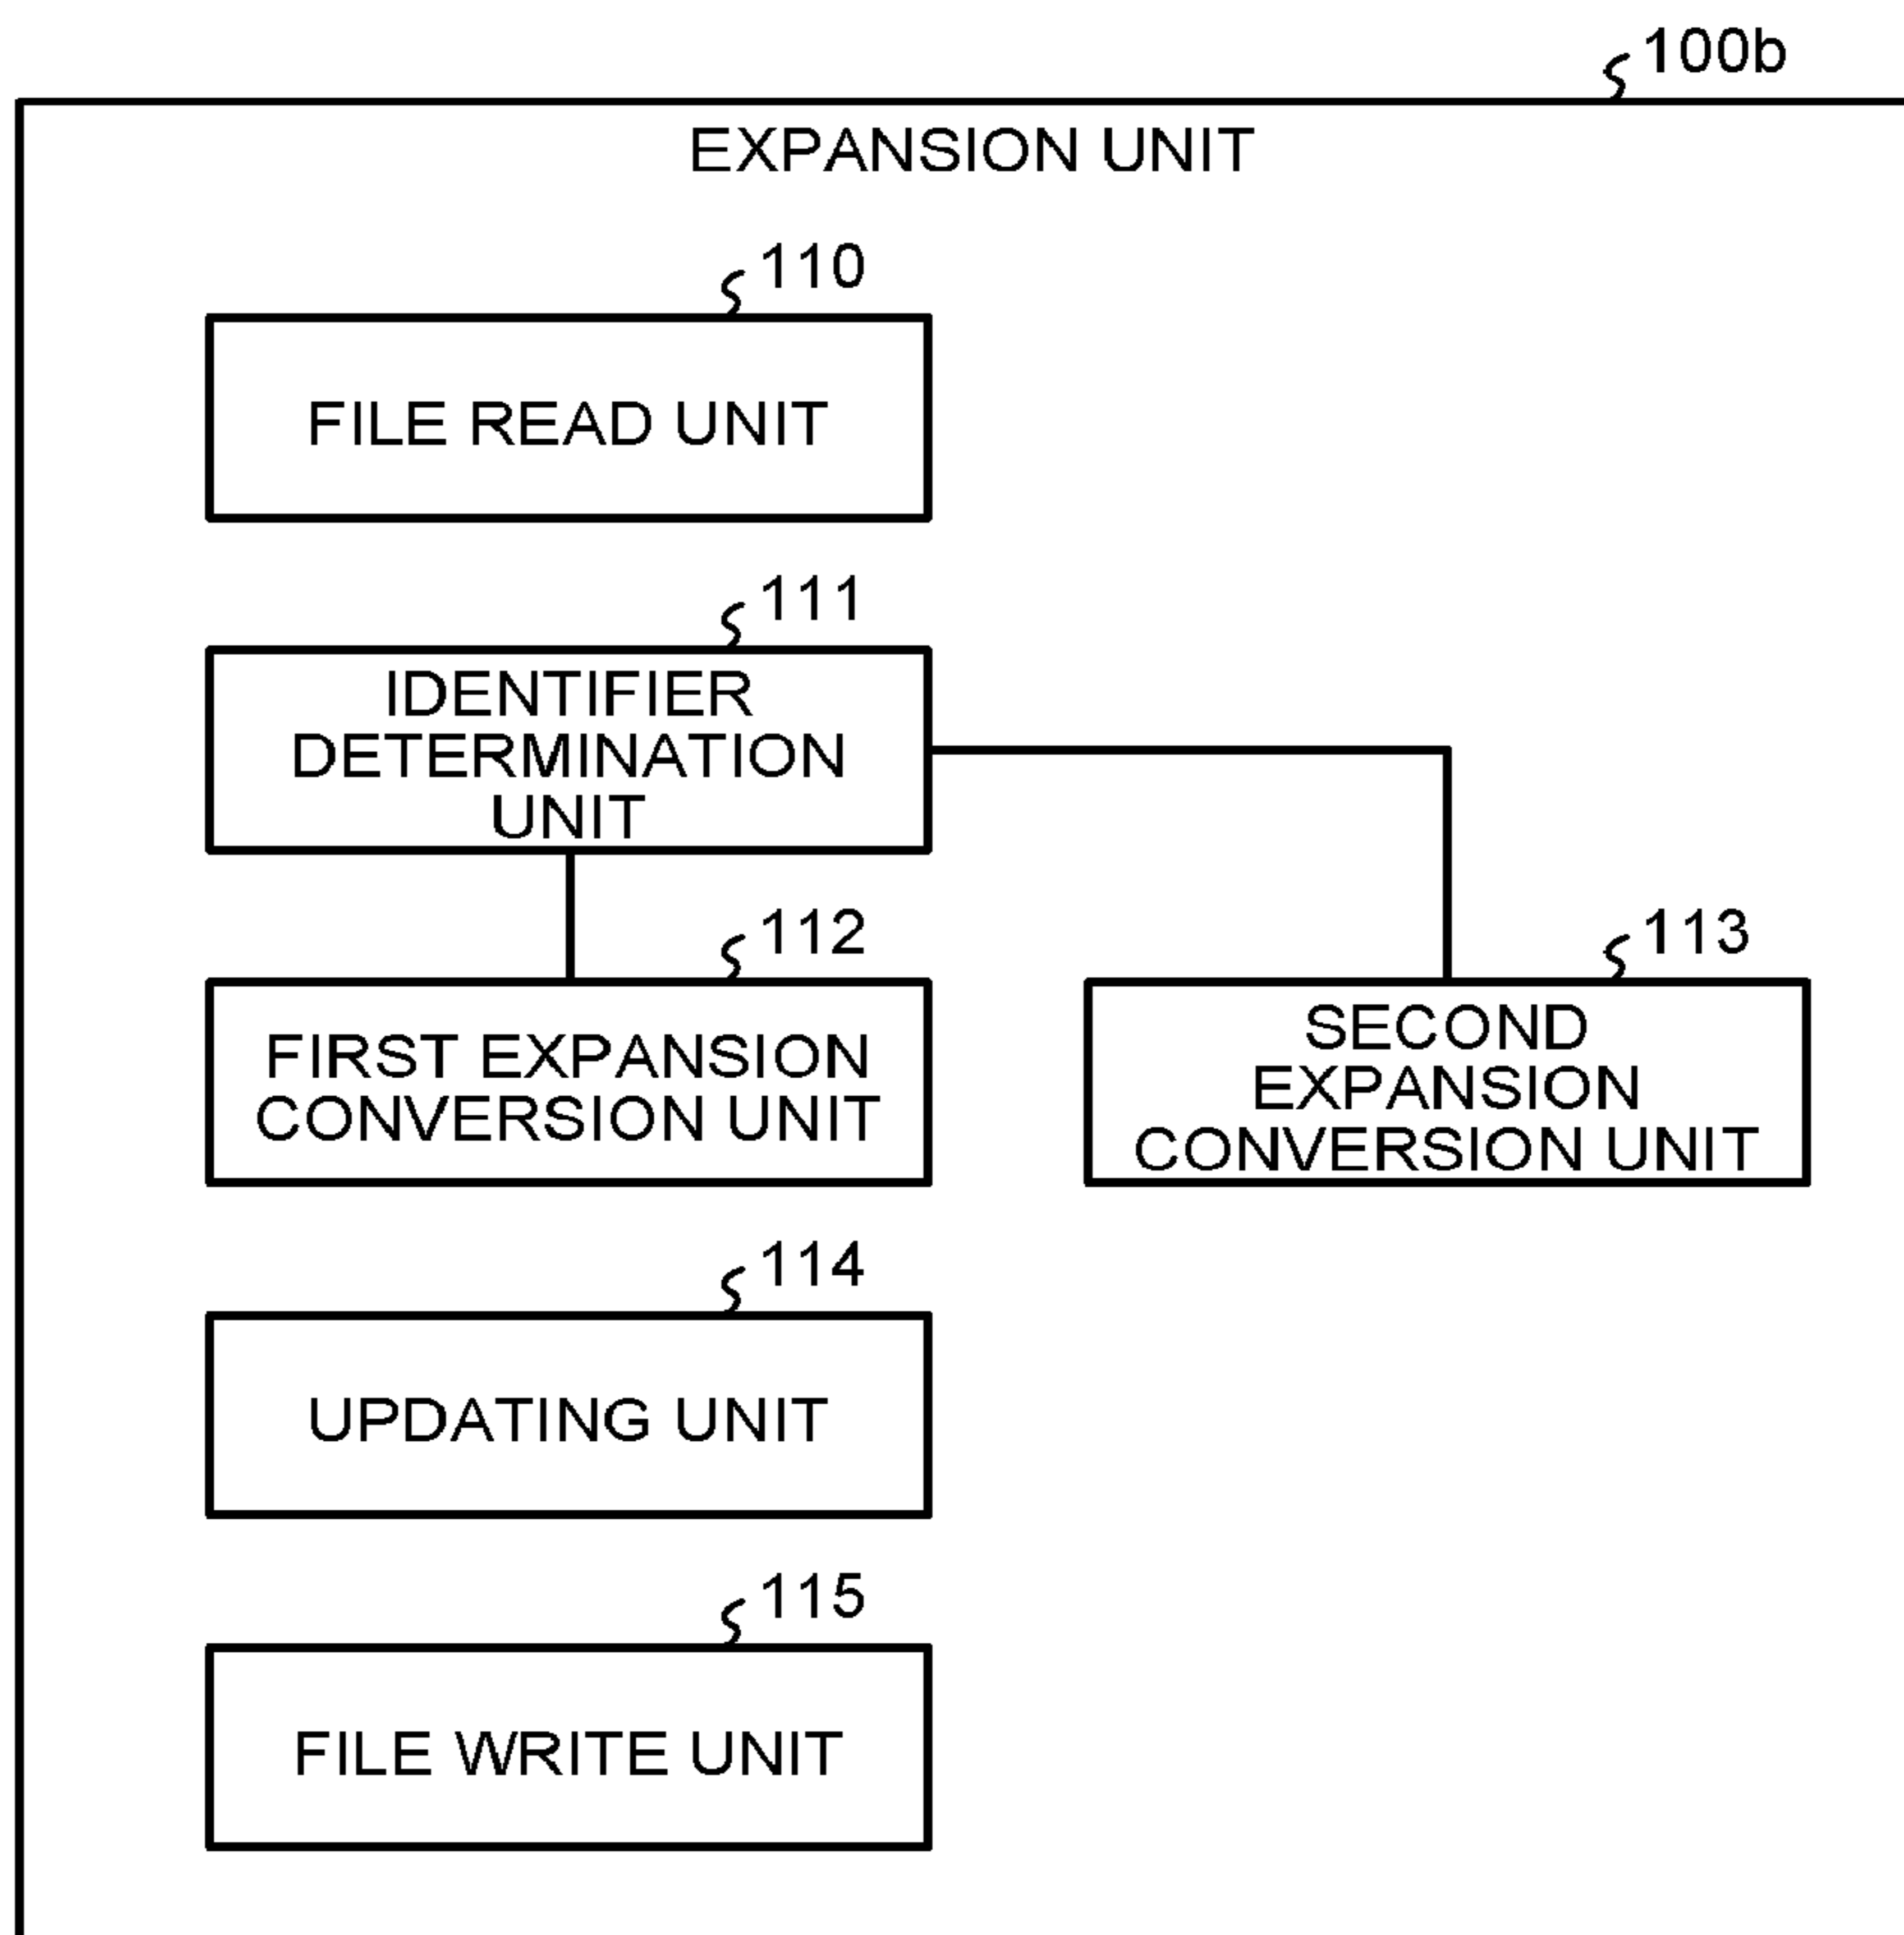 100b
EXPANSION UNIT
110
FILE READ UNIT
111
IDENTIFIER
DETERMINATION
UNIT
112
FIRST EXPANSION
CONVERSION UNIT
113
SECOND
EXPANSION
CONVERSION UNIT
114
UPDATING UNIT
115
FILE WRITE UNIT